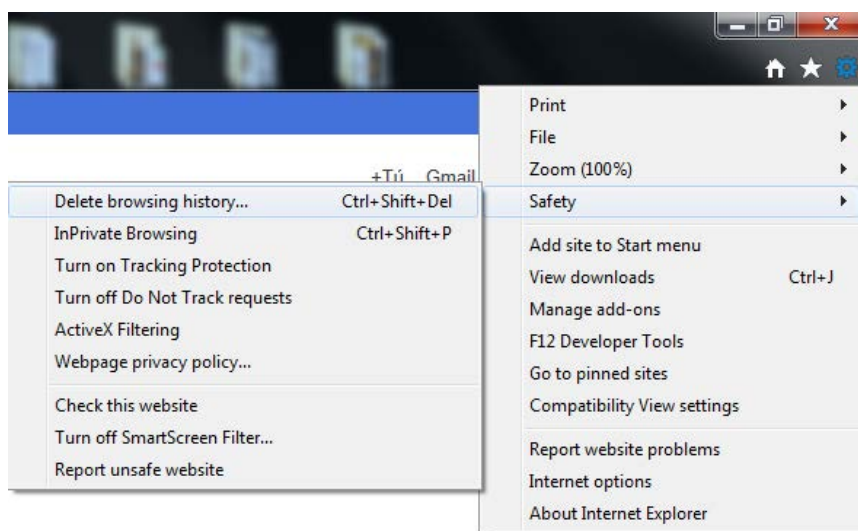 +Tú Gmail
Print
File
Zoom (100%)
Safety
Add site to Start menu
View downloads Ctrl+J
Manage add-ons
F12 Developer Tools
Go to pinned sites
Compatibility View settings
Report website problems
Internet options
About Internet Explorer
Delete browsing history... Ctrl+Shift+Del
InPrivate Browsing Ctrl+Shift+P
Turn on Tracking Protection
Turn off Do Not Track requests
ActiveX Filtering
Webpage privacy policy...
Check this website
Turn off SmartScreen Filter...
Report unsafe website